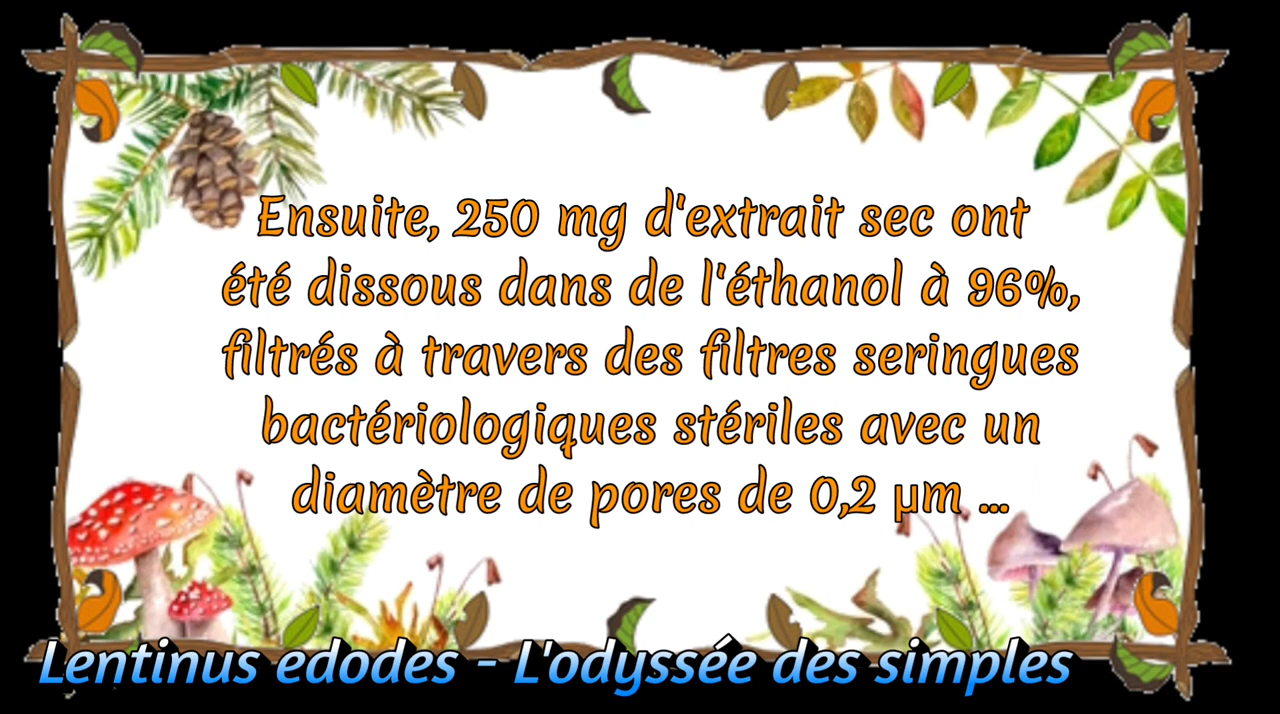 Ensuite, 250 mg d'extrait sec ont
été dissous dans de l'éthanol à 96%,
filtrés à travers des filtres seringues
bactériologiques stériles avec un
diamètre de pores de 0,2 µm ...
Lentinus edodes - L'odyssée des simples